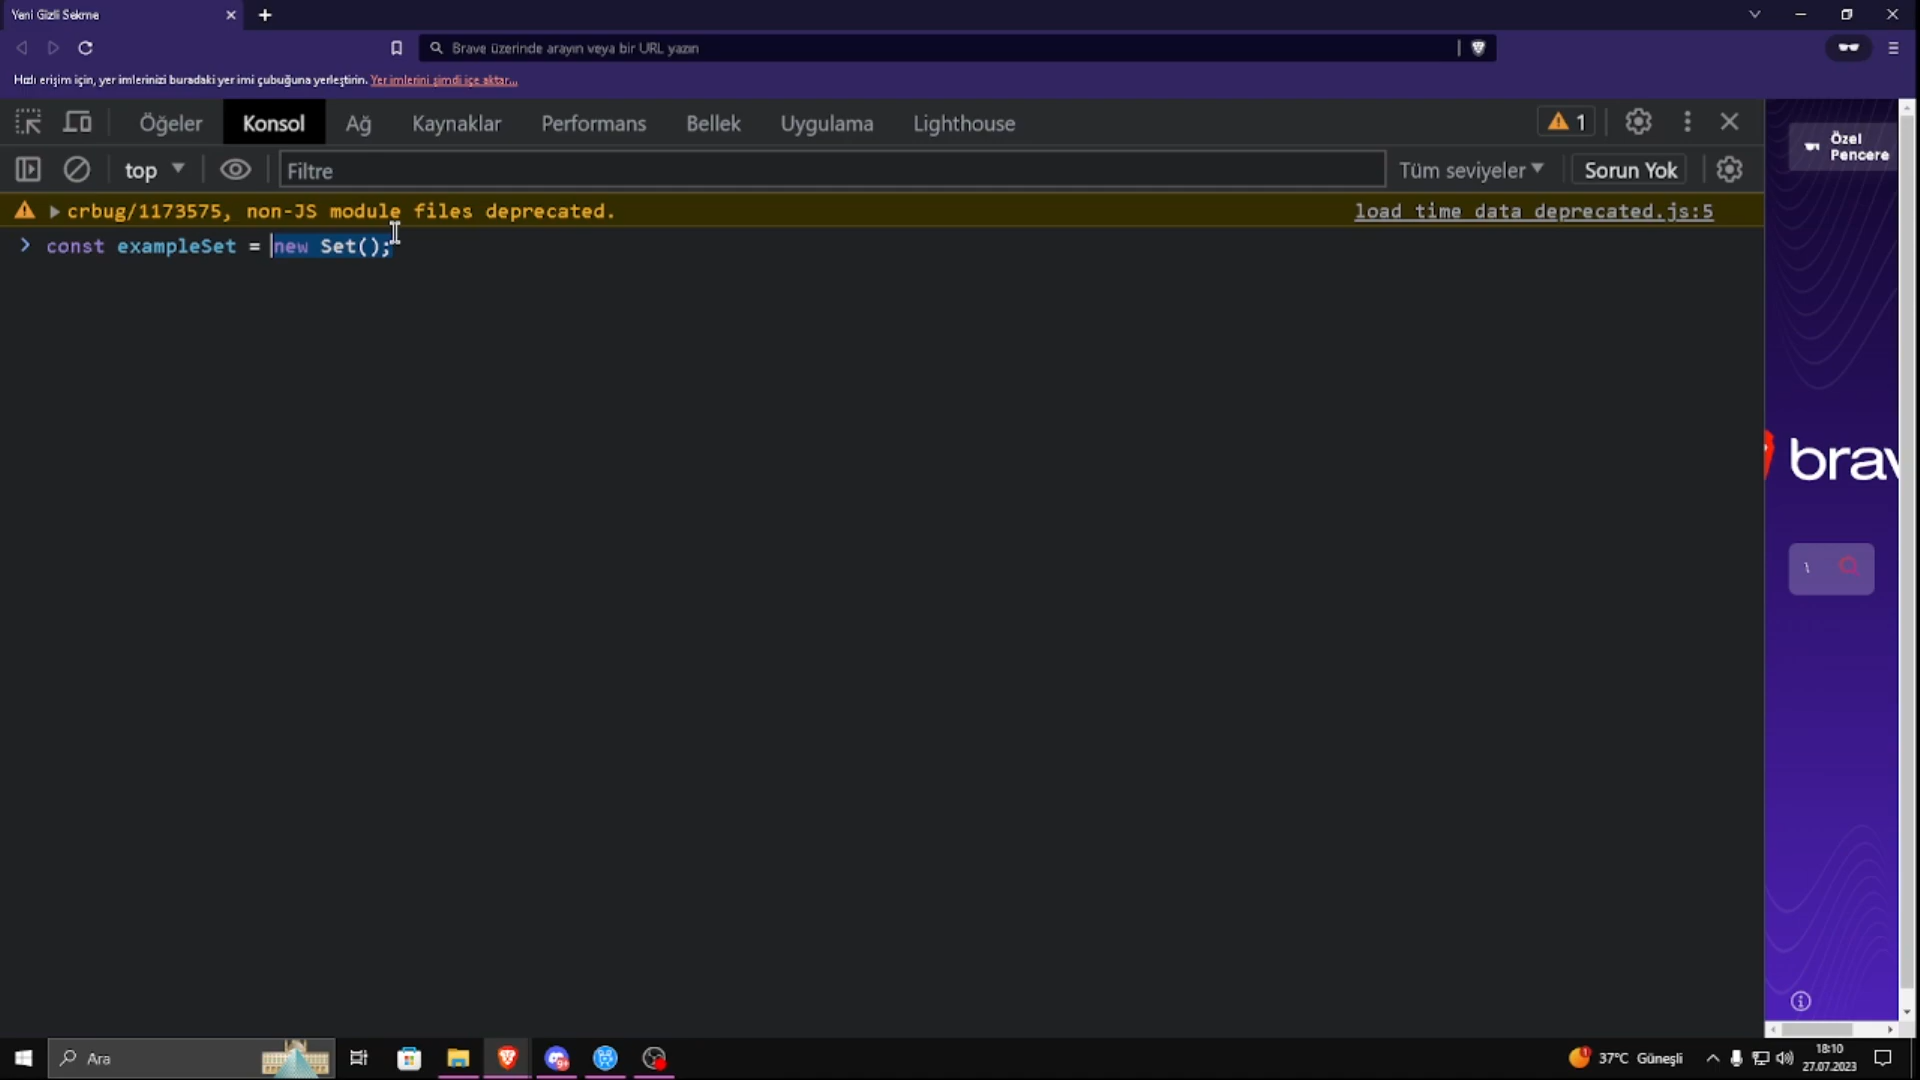 Yeni Gizli Sekme
Brave üzerinde arayın veya bir URL yazın
Hızlı erişim için, yer imlerinizi buradaki yer imi çubuğuna yerleştirin. Yer imlerini şimdi içe aktar...
Öğeler Konsol Ağ Kaynaklar Performans Bellek Uygulama Lighthouse 1
top Filtre Tüm seviyeler Sorun Yok
crbug/1173575, non-JS module files deprecated. load_time_data_deprecated.js:5
> const exampleSet = new Set();
Özel
Pencere
brav
Ara
9+
1
37°C Güneşli
18:10
27.07.2023